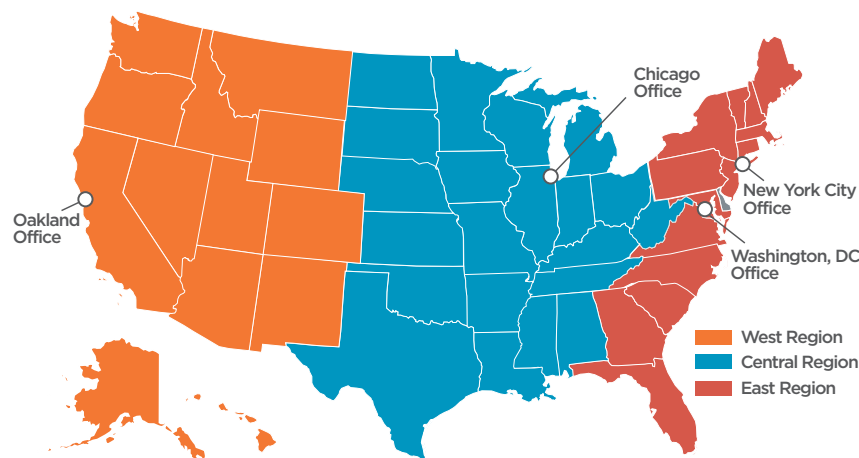 Chicago
Office
Oakland
Office
New York City
Office
Washington, DC
Office
West Region
Central Region
East Region